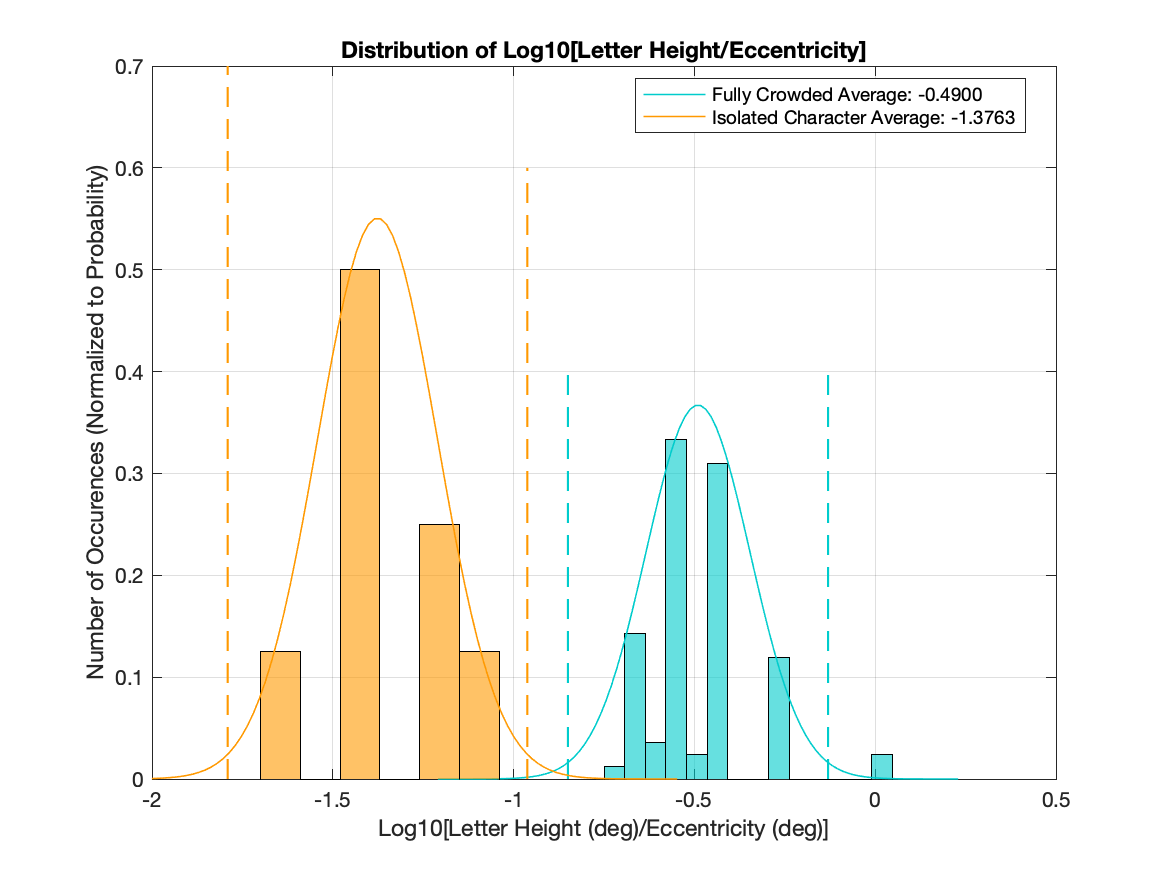 Distribution of Log10[Letter Height/Eccentricity]
Fully Crowded Average: -0.4900
Isolated Character Average: -1.3763
Number of Occurences (Normalized to Probability)
0.7
0.6
0.5
0.4
0.3
0.2
0.1
0
-2 -1.5 -1 -0.5 0 0.5
Log10[Letter Height (deg)/Eccentricity (deg)]